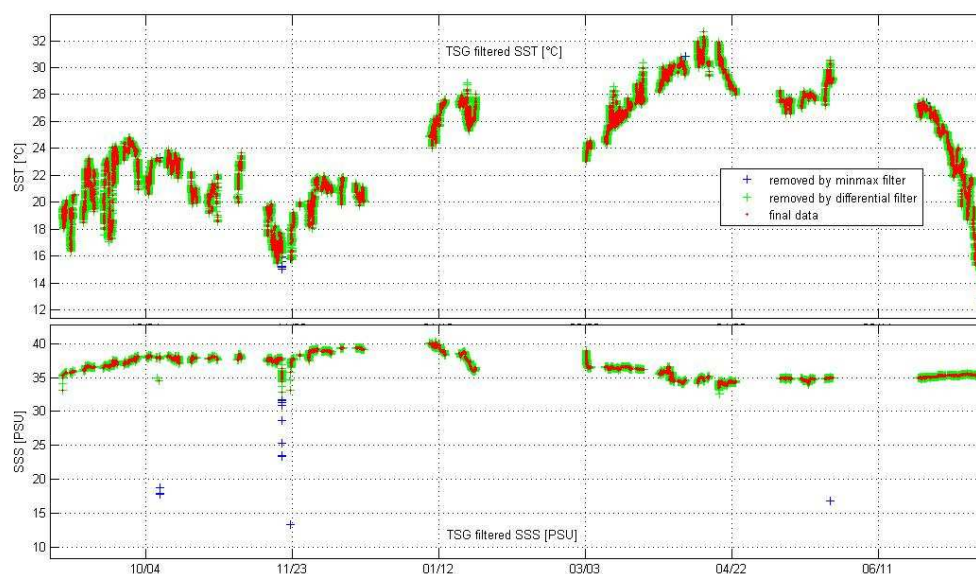 TSG filtered SST [°C]
SST [°C]
32
30
28
26
24
22
20
18
16
14
12
+ removed by minmax filter
+ removed by differential filter
final data
SSS [PSU]
40
35
30
25
20
15
10
TSG filtered SSS [PSU]
10/04 11/23 01/12 03/03 04/22 06/11